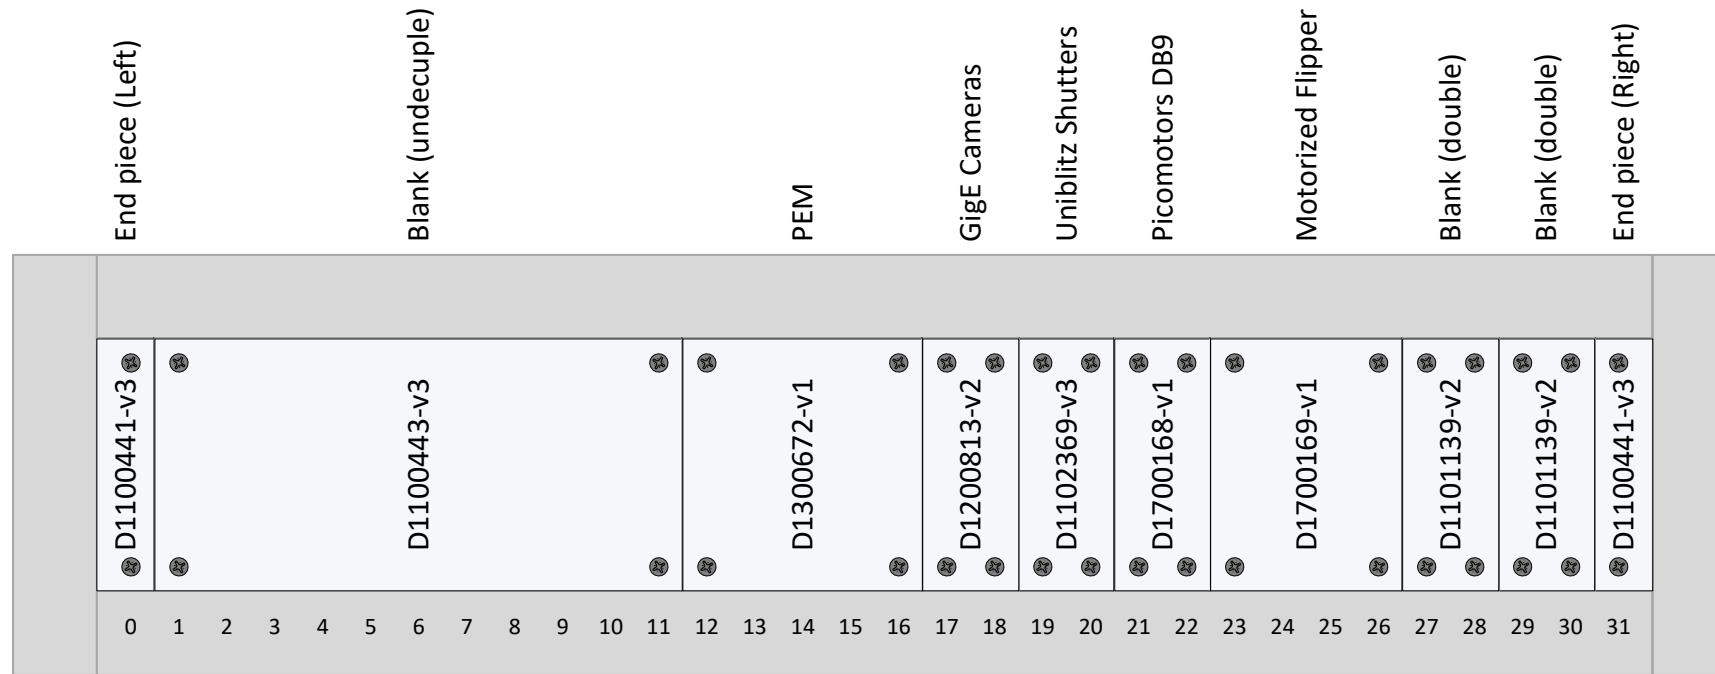 End piece (Left)
Blank (undecuple)
PEM
GigE Cameras
Uniblitz Shutters
Picomotors DB9
Motorized Flipper
Blank (double)
Blank (double)
End piece (Right)
D1100441-v3
D1100443-v3
D1300672-v1
D1200813-v2
D1102369-v3
D1700168-v1
D1700169-v1
D1101139-v2
D1101139-v2
D1100441-v3
0 1 2 3 4 5 6 7 8 9 10 11 12 13 14 15 16 17 18 19 20 21 22 23 24 25 26 27 28 29 30 31